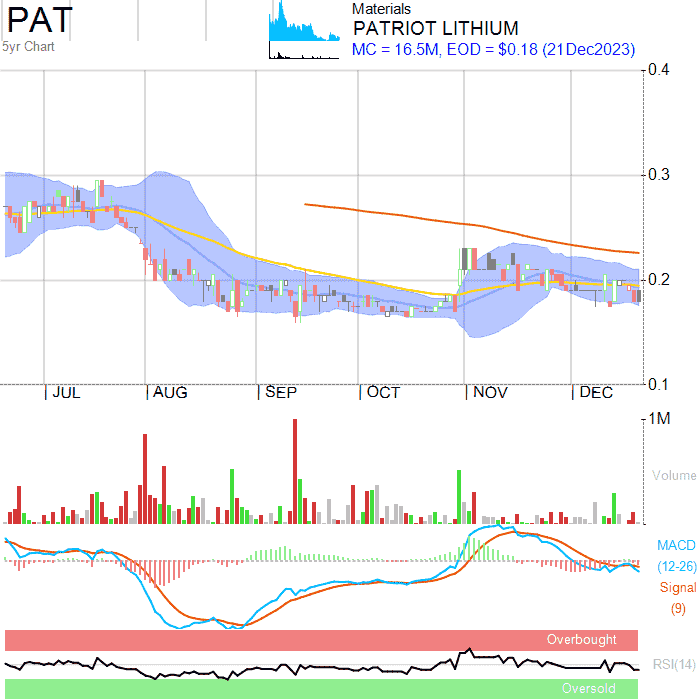 PAT
5yr Chart
Materials
PATRIOT LITHIUM
MC = 16.5M, EOD = $0.18 (21Dec2023)
0.4
0.3
0.2
0.1
JUL AUG SEP OCT NOV DEC
1M
Volume
MACD
(12-26)
Signal
(9)
Overbought
RSI(14)
Oversold